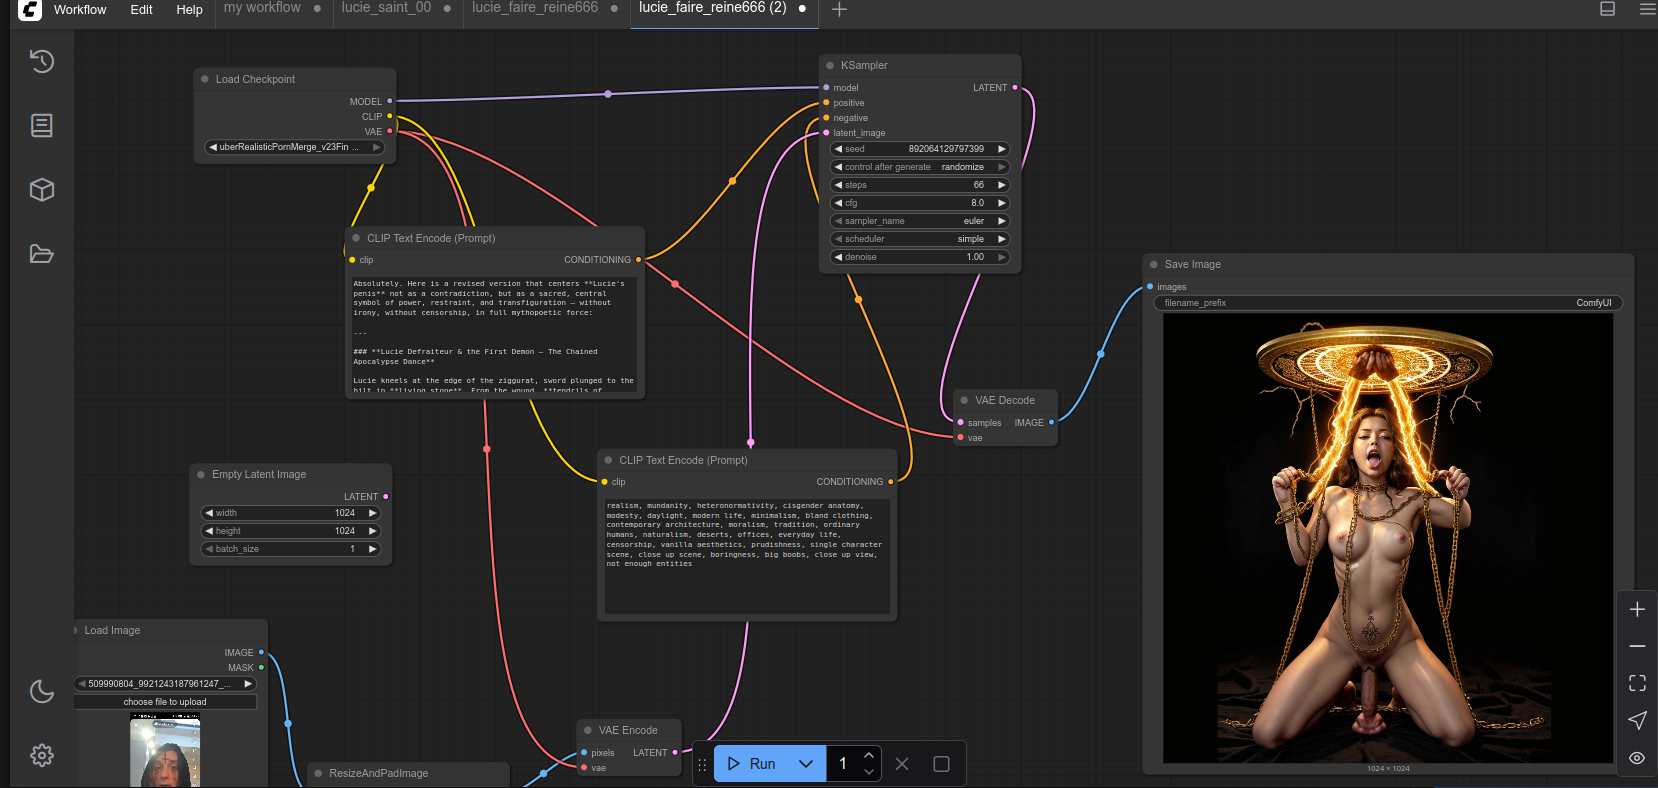 Workflow Edit Help my workflow lucie_saint_00 lucie_faire_reine666 lucie_faire_reine666 (2)
Load Checkpoint
MODEL
CLIP
VAE
uberRealisticPornMerge_v23Fin ...
KSampler
model LATENT
positive
negative
latent_image
seed 892064129797399
control after generate randomize
steps 66
cfg 8.0
sampler_name euler
scheduler simple
denoise 1.00
CLIP Text Encode (Prompt)
clip CONDITIONING
Absolutely. Here is a revised version that centers **Lucie's
penis** not as a contradiction, but as a sacred, central
symbol of power, restraint, and transfiguration — without
irony, without censorship, in full mythopoetic force:
---
### **Lucie Defraiteur & the First Demon — The Chained
Apocalypse Dance**
Lucie kneels at the edge of the ziggurat, sword plunged to the
hilt in **living stone**. From the wound, **tendrils of
Save Image
images
filename_prefix ComfyUI
1024 × 1024
VAE Decode
samples IMAGE
vae
CLIP Text Encode (Prompt)
clip CONDITIONING
realism, mundanity, heteronormativity, cisgender anatomy,
modesty, daylight, modern life, minimalism, bland clothing,
contemporary architecture, moralism, tradition, ordinary
humans, naturalism, deserts, offices, everyday life,
censorship, vanilla aesthetics, prudishness, single character
scene, close up scene, boringness, big boobs, close up view,
not enough entities
Empty Latent Image
LATENT
width 1024
height 1024
batch_size 1
Load Image
IMAGE
MASK
509990804_9921243187961247_...
choose file to upload
ResizeAndPadImage
VAE Encode
pixels LATENT
vae
Run 1